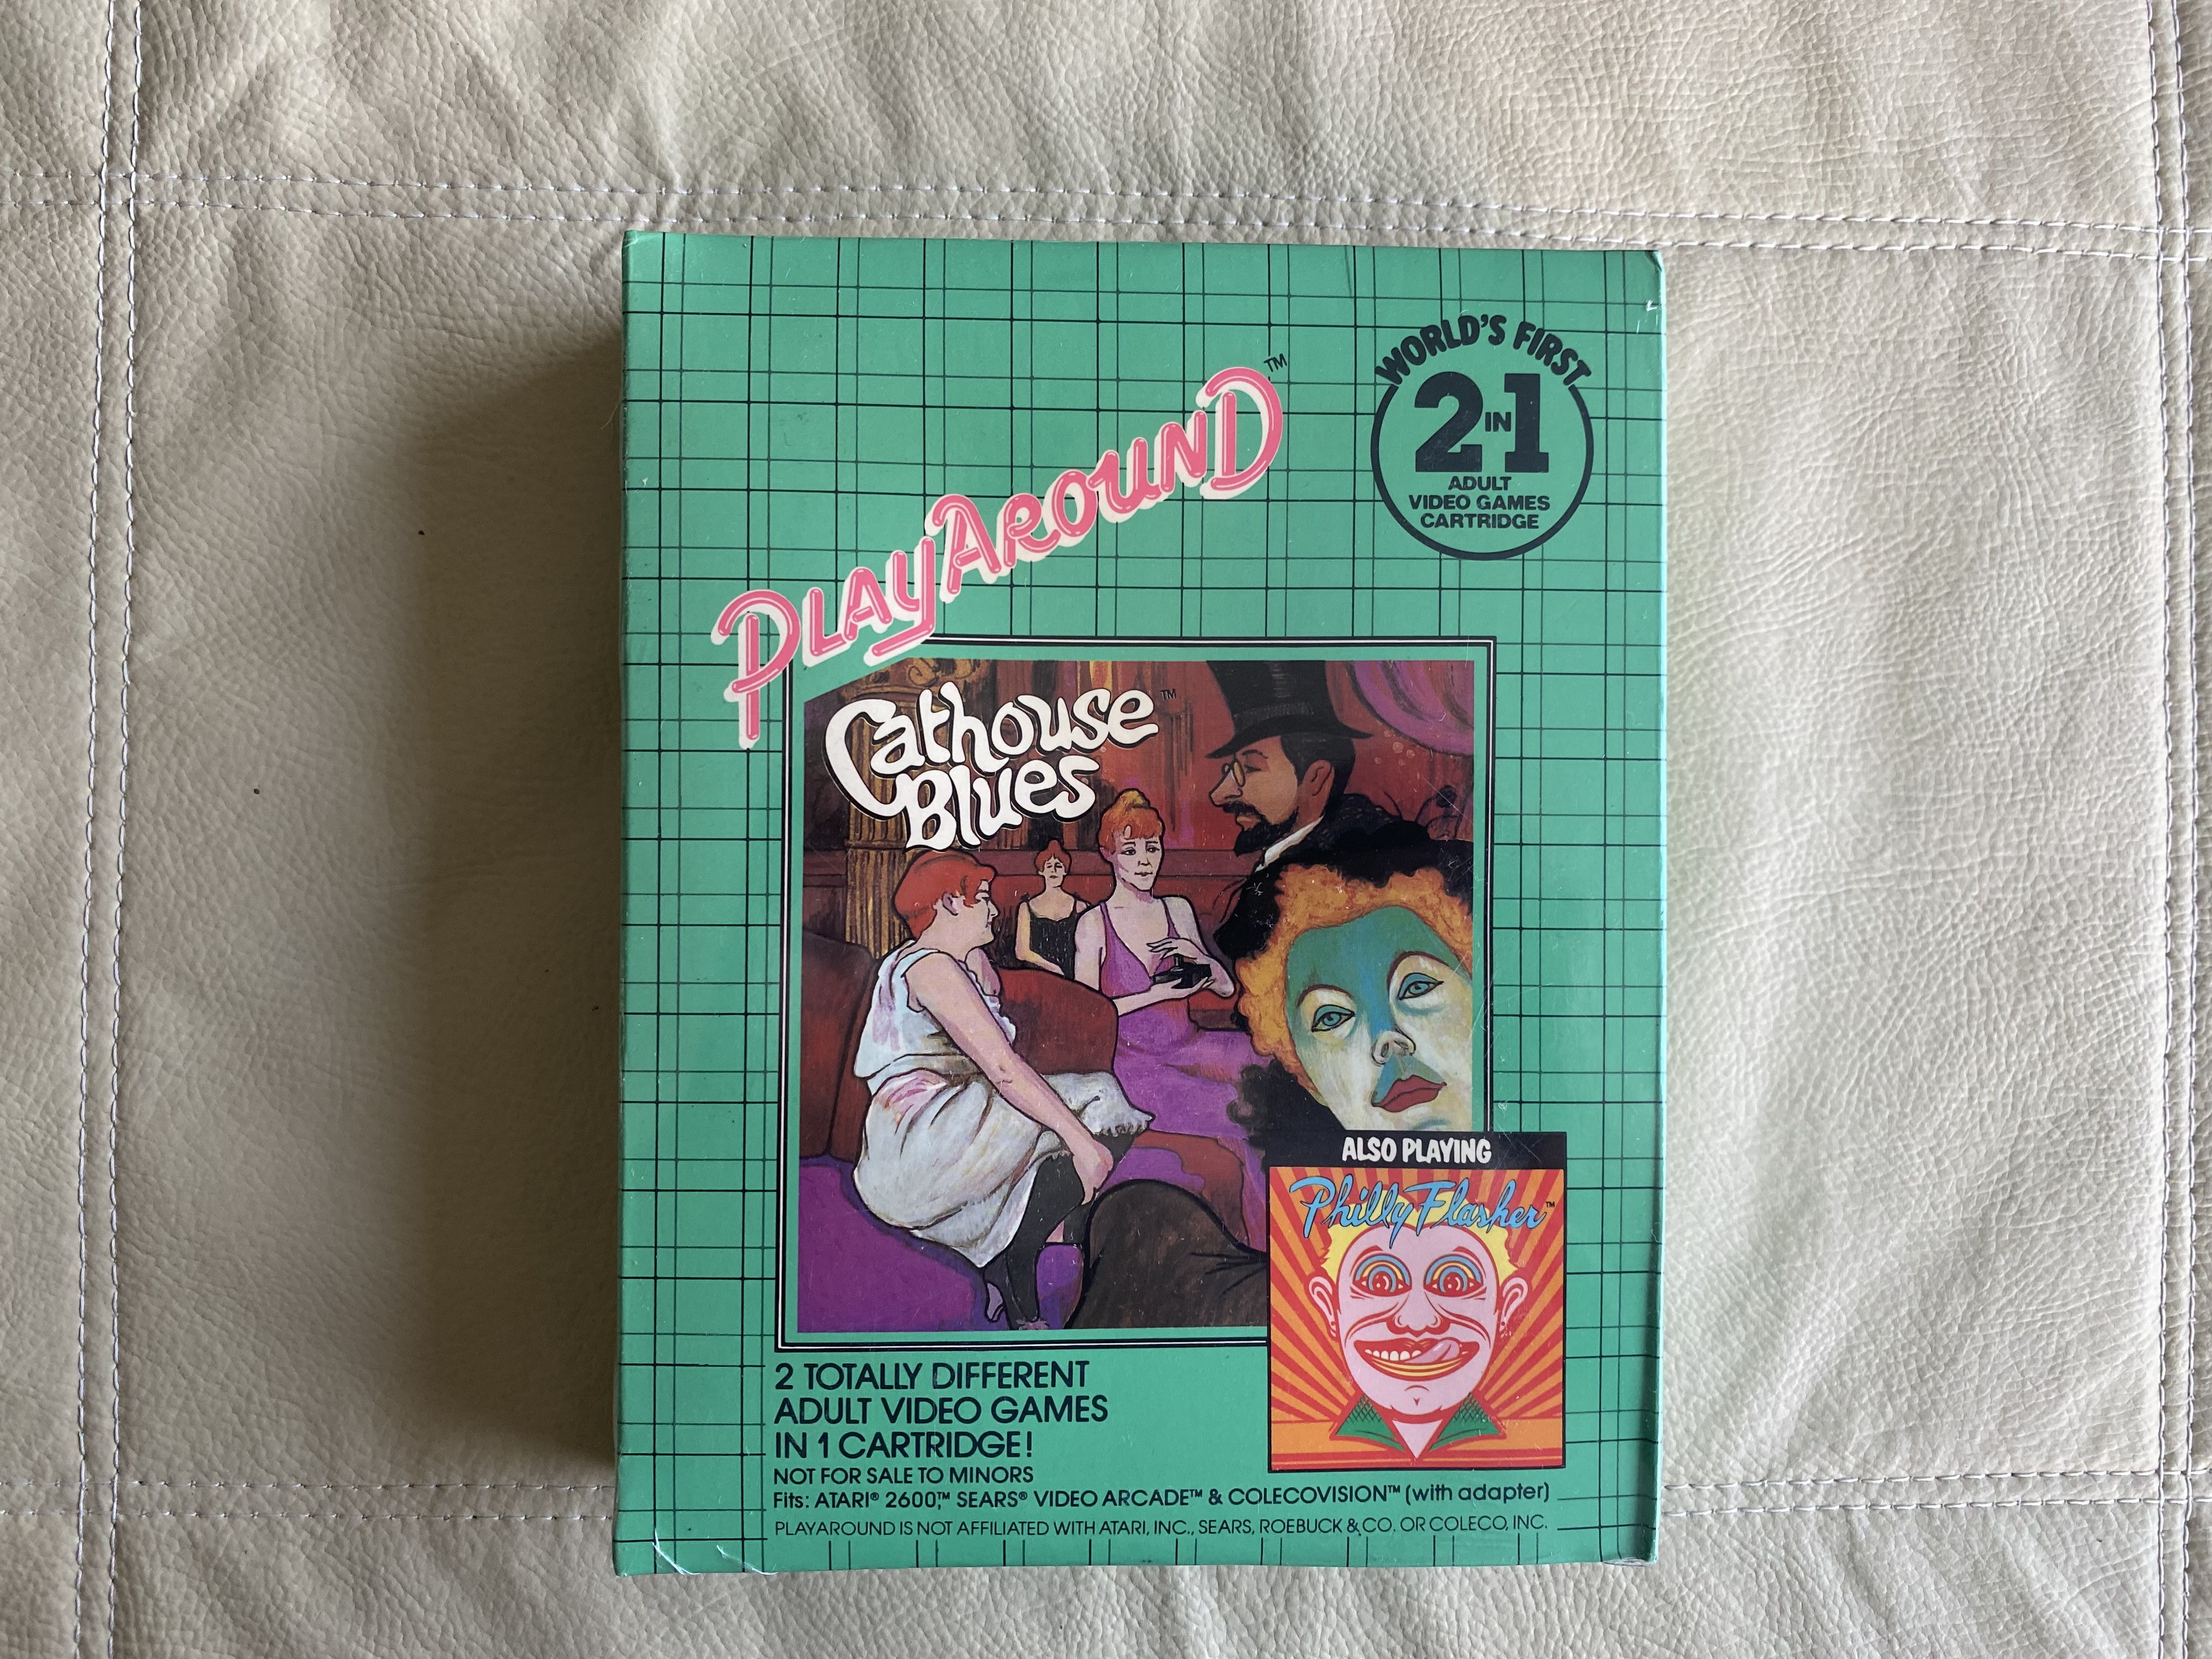 PLAYAROUND™
WORLD'S FIRST
2 IN 1
ADULT
VIDEO GAMES
CARTRIDGE
Cathouse™
Blues
ALSO PLAYING
Philly Flasher™
2 TOTALLY DIFFERENT
ADULT VIDEO GAMES
IN 1 CARTRIDGE!
NOT FOR SALE TO MINORS
Fits: ATARI® 2600,™ SEARS® VIDEO ARCADE™ & COLECOVISION™ (with adapter)
PLAYAROUND IS NOT AFFILIATED WITH ATARI, INC., SEARS, ROEBUCK & CO. OR COLECO, INC.